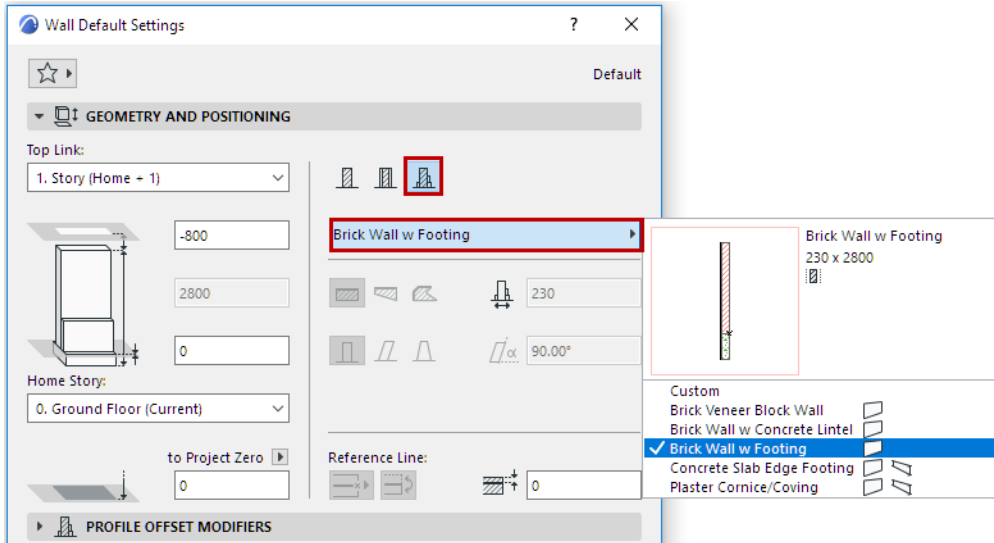 Wall Default Settings
?
×
Default
GEOMETRY AND POSITIONING
Top Link:
1. Story (Home + 1)
-800
2800
0
Home Story:
0. Ground Floor (Current)
to Project Zero
0
Brick Wall w Footing
230
α 90.00°
Reference Line:
0
PROFILE OFFSET MODIFIERS
Brick Wall w Footing
230 x 2800
Custom
Brick Veneer Block Wall
Brick Wall w Concrete Lintel
Brick Wall w Footing
Concrete Slab Edge Footing
Plaster Cornice/Coving